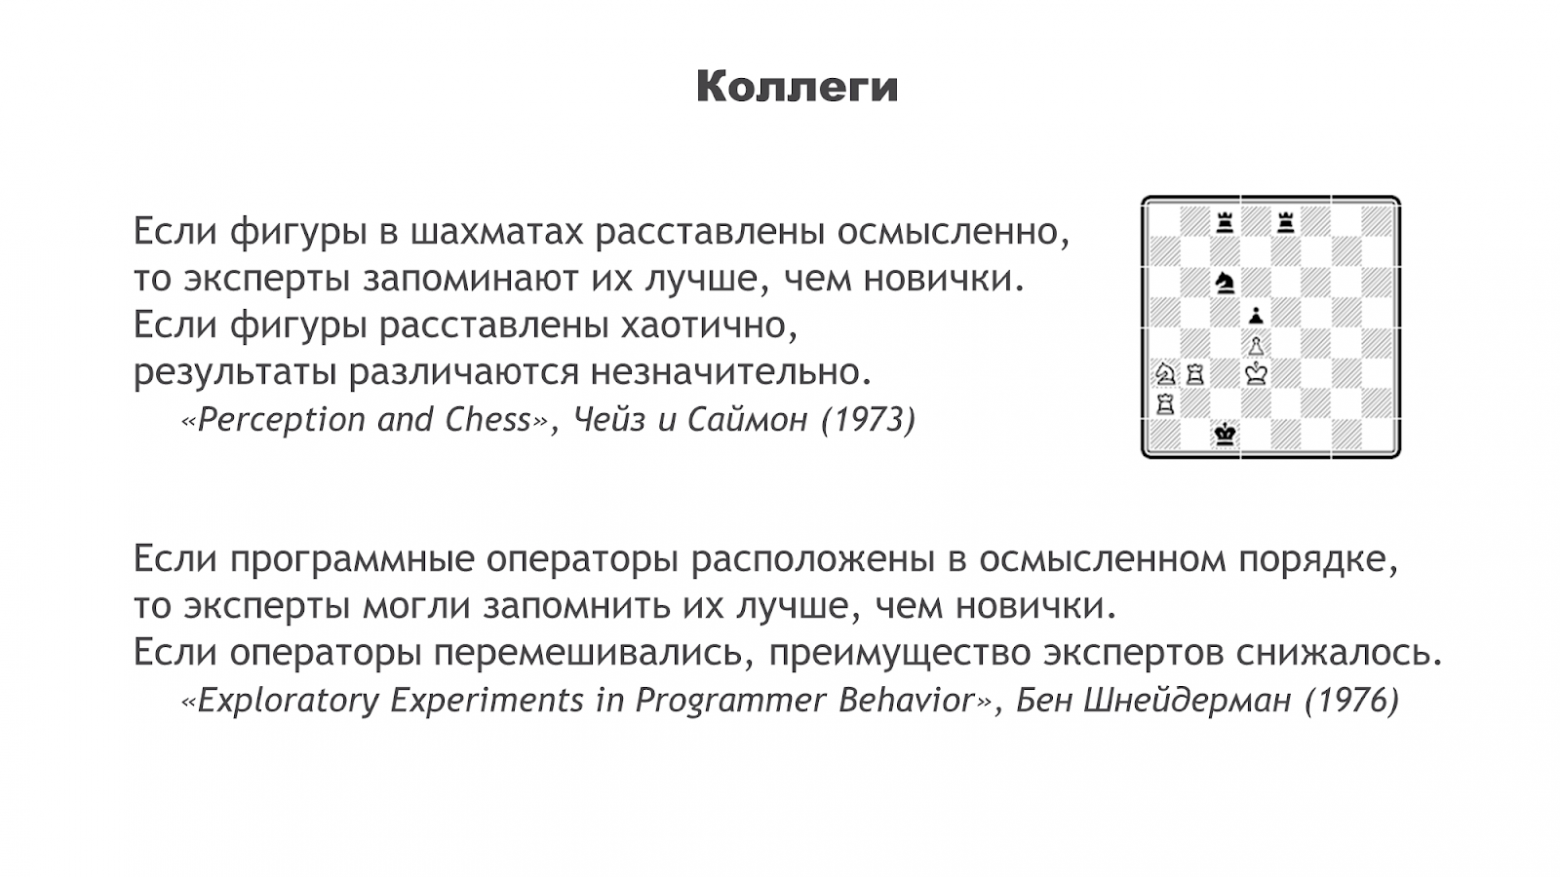 Коллеги
Если фигуры в шахматах расставлены осмысленно,
то эксперты запоминают их лучше, чем новички.
Если фигуры расставлены хаотично,
результаты различаются незначительно.
«Perception and Chess», Чейз и Саймон (1973)
Если программные операторы расположены в осмысленном порядке,
то эксперты могли запомнить их лучше, чем новички.
Если операторы перемешивались, преимущество экспертов снижалось.
«Exploratory Experiments in Programmer Behavior», Бен Шнейдерман (1976)